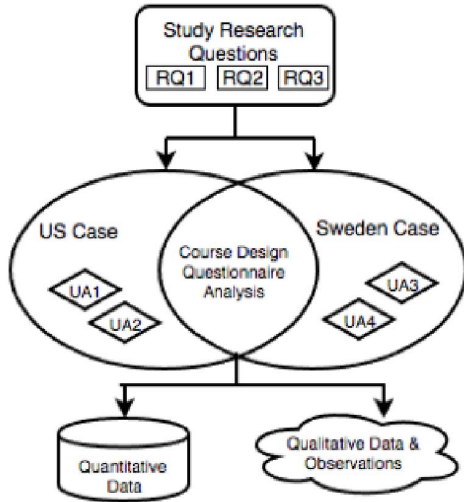 Study Research
Questions
RQ1 RQ2 RQ3
US Case
Sweden Case
Course Design
Questionnaire
Analysis
UA1
UA2
UA3
UA4
Quantitative
Data
Qualitative Data &
Observations